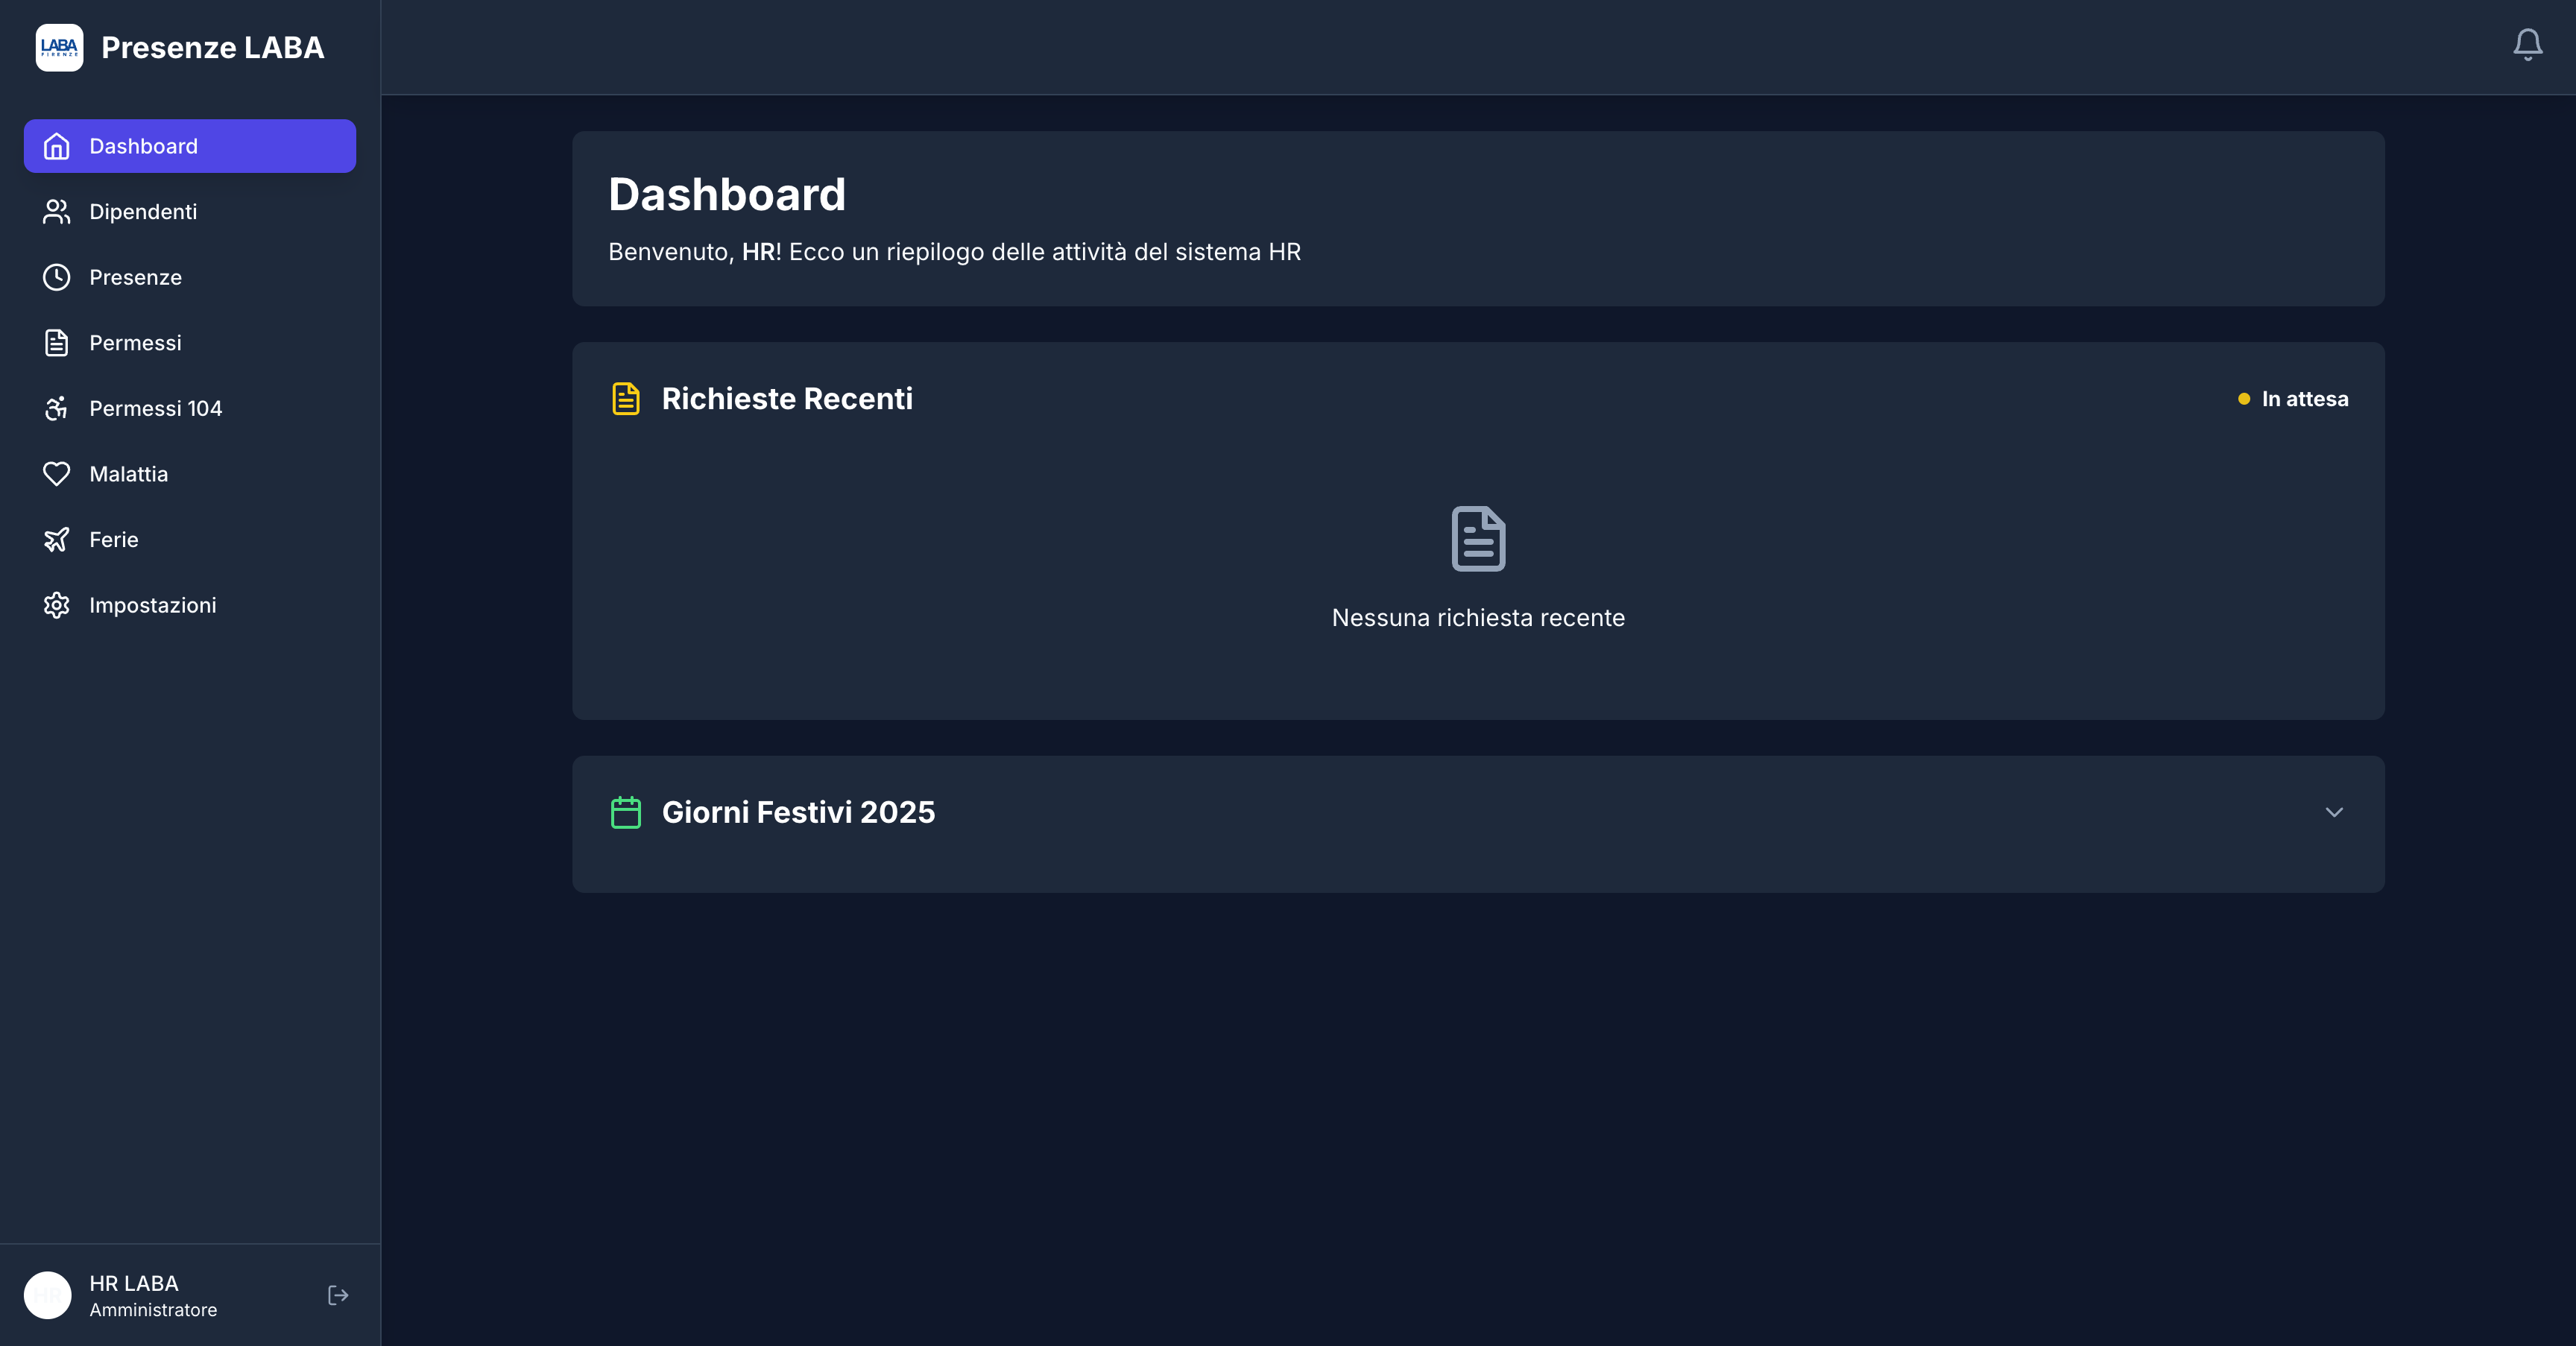 LABA
FIRENZE
Presenze LABA
Dashboard
Dipendenti
Presenze
Permessi
Permessi 104
Malattia
Ferie
Impostazioni
HR LABA
Amministratore
Dashboard
Benvenuto, HR! Ecco un riepilogo delle attività del sistema HR
Richieste Recenti
In attesa
Nessuna richiesta recente
Giorni Festivi 2025